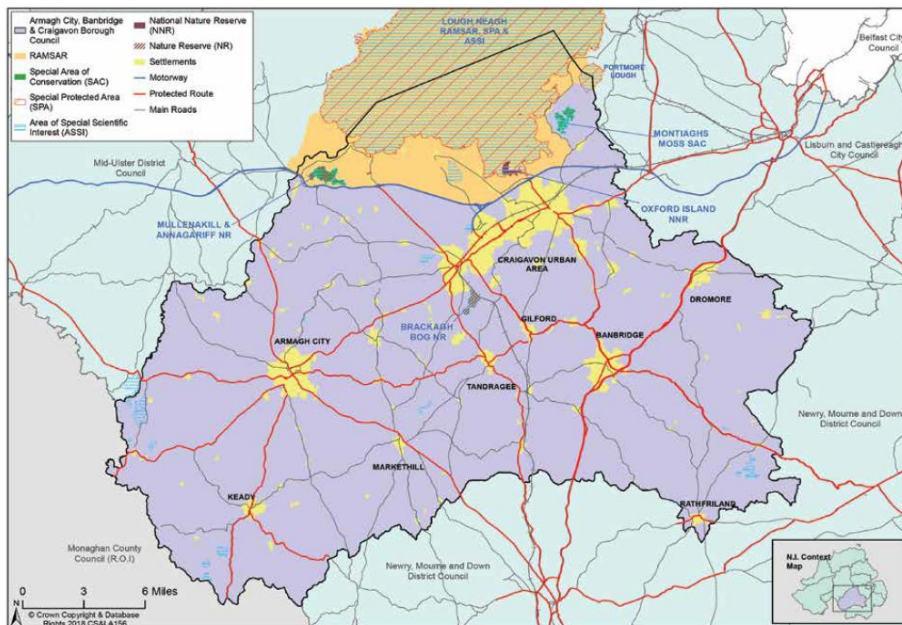 Armagh City, Banbridge
& Craigavon Borough
Council
RAMSAR
Special Area of
Conservation (SAC)
Special Protected Area
(SPA)
Area of Special Scientific
Interest (ASSI)
National Nature Reserve
(NNR)
Nature Reserve (NR)
Settlements
Motorway
Protected Route
Main Roads
LOUGH NEAGH
RAMSAR, SPA &
ASSI
Belfast City
Council
PORTMORE
LOUGH
MONTIAGHS
MOSS SAC
Lisburn and Castlereagh
City Council
Mid-Ulster District
Council
MULLENAKILL &
ANNAGARIFF NR
OXFORD ISLAND
NNR
CRAIGAVON URBAN
AREA
DROMORE
GILFORD
BRACKAGH
BOG NR
BANBRIDGE
ARMAGH CITY
TANDRAGEE
Newry, Mourne and Down
District Council
MARKETHILL
KEADY
RATHFRILAND
Monaghan County
Council (R.O.I)
Newry, Mourne and Down
District Council
N.I. Context
Map
0 3 6 Miles
N
© Crown Copyright & Database
Rights 2018 CS&LA156